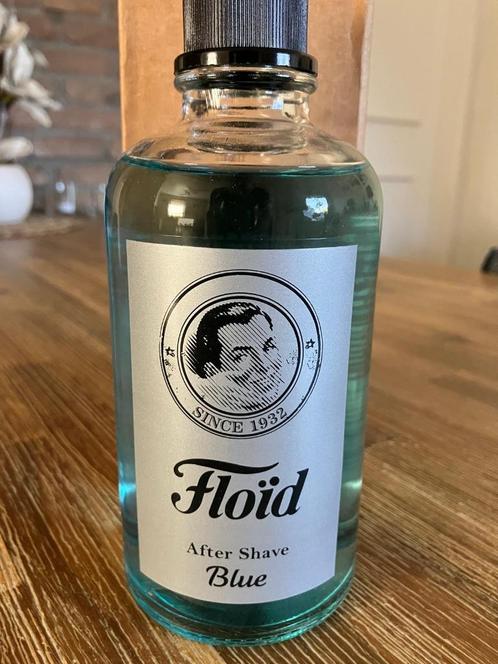 SINCE 1932
Floïd
After Shave
Blue